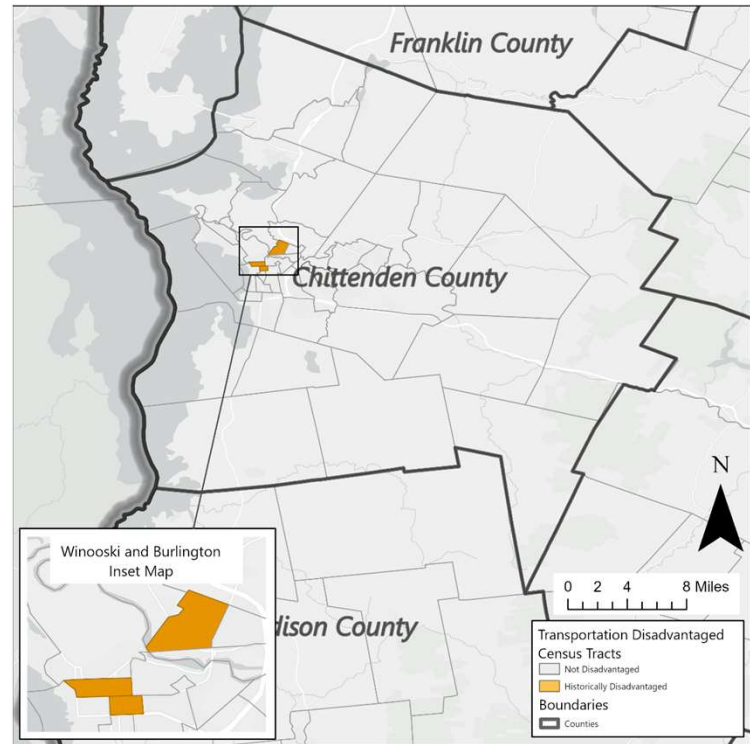 Franklin County
Chittenden County
N
Winooski and Burlington
Inset Map
dison County
0 2 4 8 Miles
Transportation Disadvantaged
Census Tracts
Not Disadvantaged
Historically Disadvantaged
Boundaries
Counties